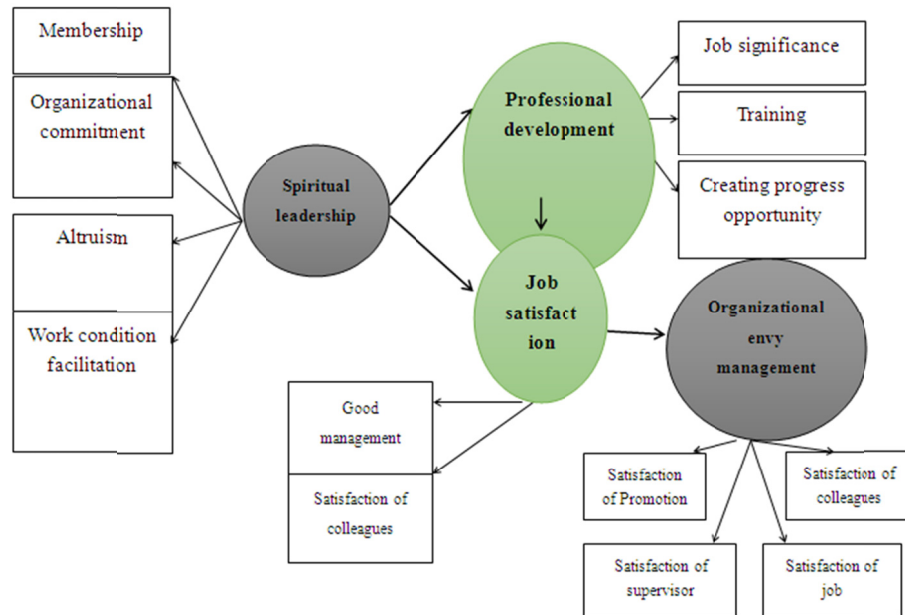 Membership
Organizational
commitment
Altruism
Work condition
facilitation
Spiritual
leadership
Professional
development
Job
satisfact
ion
Job significance
Training
Creating progress
opportunity
Organizational
envy
management
Good
management
Satisfaction of
colleagues
Satisfaction
of Promotion
Satisfaction of
colleagues
Satisfaction of
supervisor
Satisfaction of
job